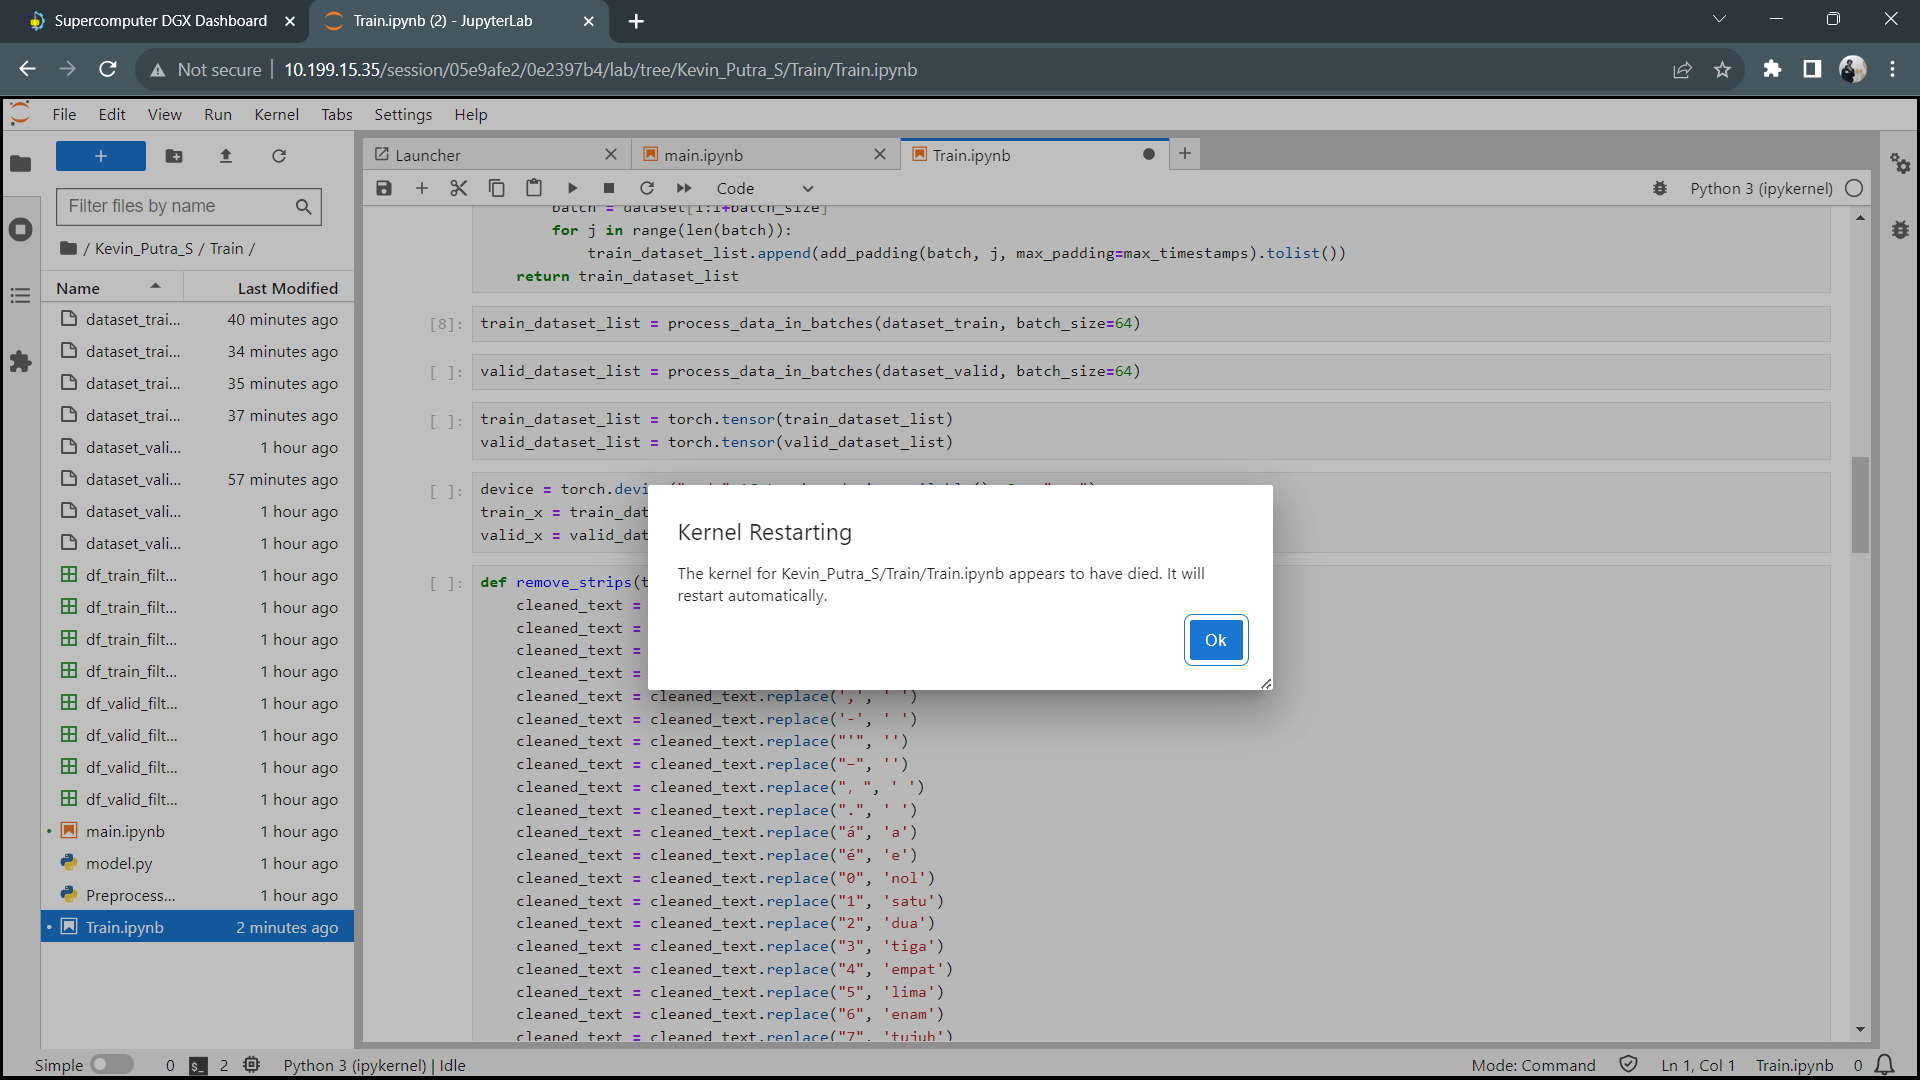 Supercomputer DGX Dashboard
Train.ipynb (2) - JupyterLab
Not secure
10.199.15.35/session/05e9afe2/0e2397b4/lab/tree/Kevin_Putra_S/Train/Train.ipynb
File Edit View Run Kernel Tabs Settings Help
Filter files by name
/ Kevin_Putra_S / Train /
Name Last Modified
dataset_trai... 40 minutes ago
dataset_trai... 34 minutes ago
dataset_trai... 35 minutes ago
dataset_trai... 37 minutes ago
dataset_vali... 1 hour ago
dataset_vali... 57 minutes ago
dataset_vali... 1 hour ago
dataset_vali... 1 hour ago
df_train_filt... 1 hour ago
df_train_filt... 1 hour ago
df_train_filt... 1 hour ago
df_train_filt... 1 hour ago
df_valid_filt... 1 hour ago
df_valid_filt... 1 hour ago
df_valid_filt... 1 hour ago
df_valid_filt... 1 hour ago
main.ipynb 1 hour ago
model.py 1 hour ago
Preprocess... 1 hour ago
Train.ipynb 2 minutes ago
Launcher
main.ipynb
Train.ipynb
Code
Python 3 (ipykernel)
batch = dataset[i:i+batch_size]
for j in range(len(batch)):
train_dataset_list.append(add_padding(batch, j, max_padding=max_timestamps).tolist())
return train_dataset_list
[8]: train_dataset_list = process_data_in_batches(dataset_train, batch_size=64)
[ ]: valid_dataset_list = process_data_in_batches(dataset_valid, batch_size=64)
[ ]: train_dataset_list = torch.tensor(train_dataset_list)
valid_dataset_list = torch.tensor(valid_dataset_list)
[ ]: device = torch.devi
train_x = train_dat
valid_x = valid_dat
[ ]: def remove_strips(t
cleaned_text =
cleaned_text =
cleaned_text =
cleaned_text =
cleaned_text = cleaned_text.replace(',', ' ')
cleaned_text = cleaned_text.replace('-', ' ')
cleaned_text = cleaned_text.replace("'", '')
cleaned_text = cleaned_text.replace("–", '')
cleaned_text = cleaned_text.replace(", ", ' ')
cleaned_text = cleaned_text.replace(".", ' ')
cleaned_text = cleaned_text.replace("á", 'a')
cleaned_text = cleaned_text.replace("é", 'e')
cleaned_text = cleaned_text.replace("0", 'nol')
cleaned_text = cleaned_text.replace("1", 'satu')
cleaned_text = cleaned_text.replace("2", 'dua')
cleaned_text = cleaned_text.replace("3", 'tiga')
cleaned_text = cleaned_text.replace("4", 'empat')
cleaned_text = cleaned_text.replace("5", 'lima')
cleaned_text = cleaned_text.replace("6", 'enam')
cleaned_text = cleaned_text.replace("7", 'tujuh')
Kernel Restarting
The kernel for Kevin_Putra_S/Train/Train.ipynb appears to have died. It will
restart automatically.
Ok
Simple 0 $_ 2 Python 3 (ipykernel) | Idle
Mode: Command Ln 1, Col 1 Train.ipynb 0